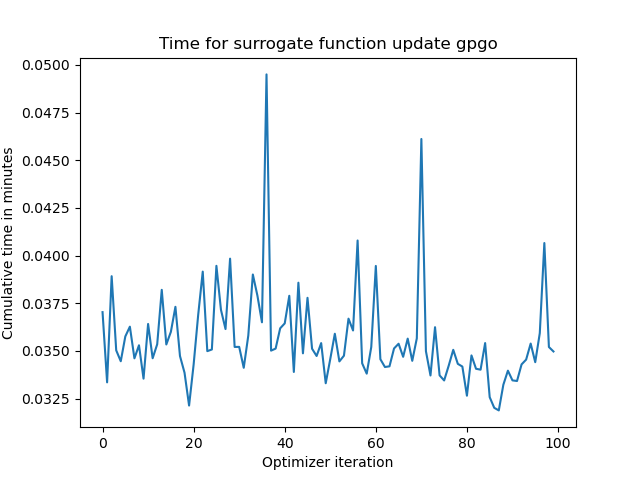 Time for surrogate function update gpgo
0.0500
0.0475
0.0450
0.0425
0.0400
0.0375
0.0350
0.0325
Cumulative time in minutes
0 20 40 60 80 100
Optimizer iteration